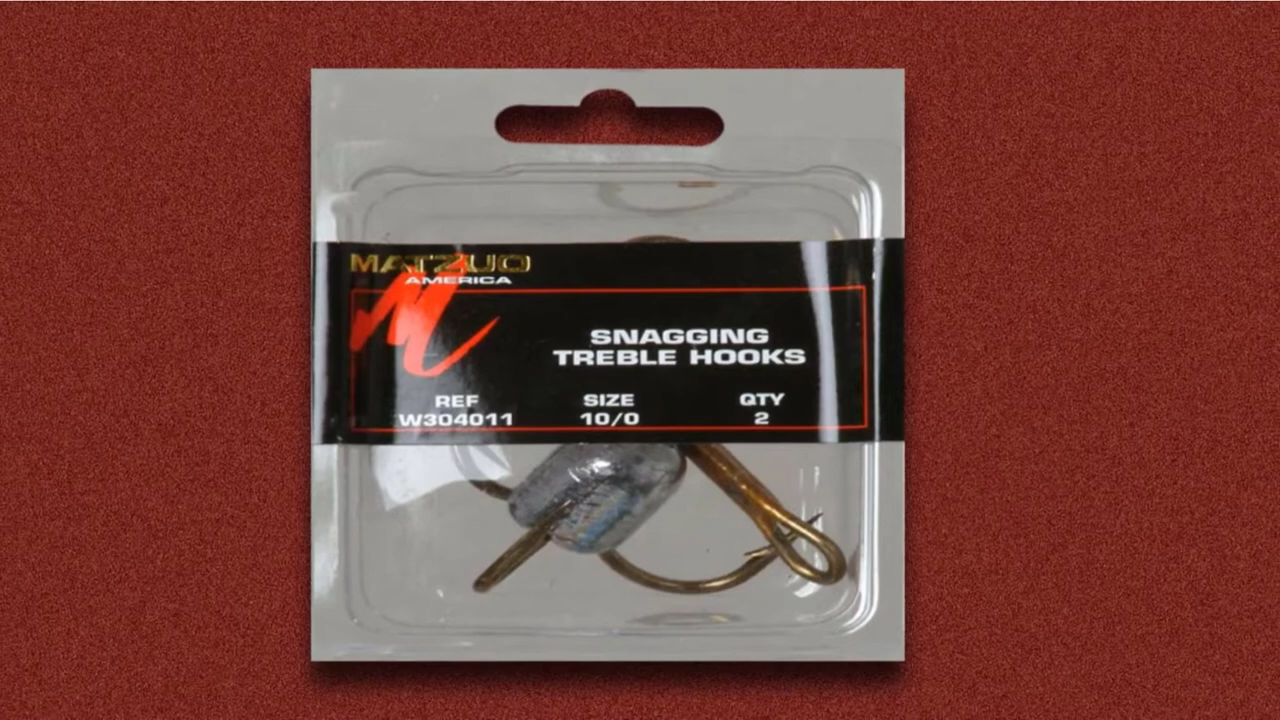 MATZUO
AMERICA
SNAGGING
TREBLE HOOKS
REF SIZE QTY
W304011 10/0 2